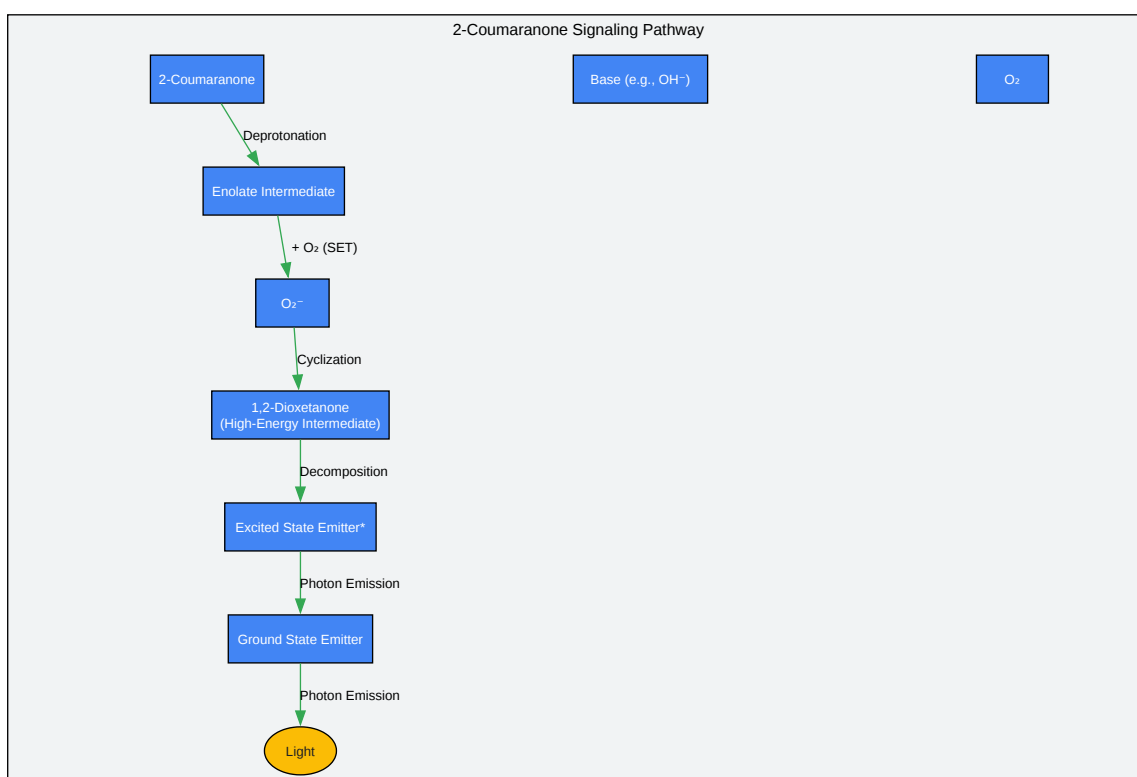 2-Coumaranone Signaling Pathway
2-Coumaranone
Base (e.g., OH⁻)
O₂
Deprotonation
Enolate Intermediate
+ O₂ (SET)
O₂⁻
Cyclization
1,2-Dioxetanone
(High-Energy Intermediate)
Decomposition
Excited State Emitter*
Photon Emission
Ground State Emitter
Photon Emission
Light